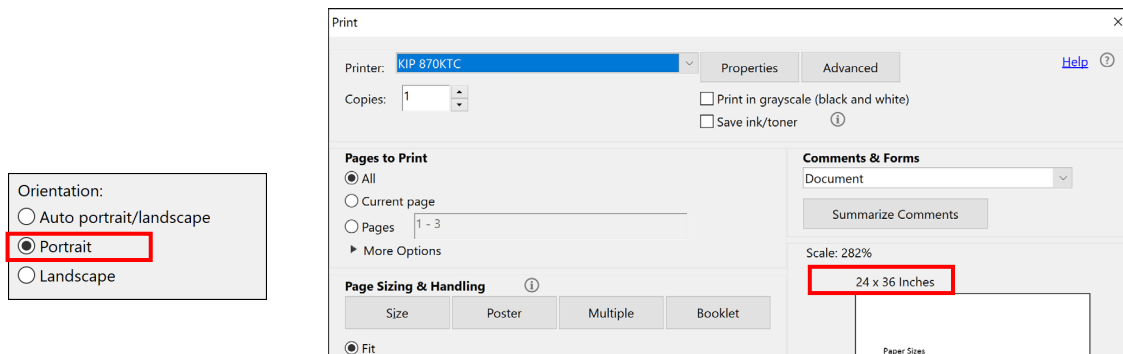 Orientation:
Auto portrait/landscape
Portrait
Landscape
Print
Printer: KIP 870KTC Properties Advanced Help
Copies: 1 Print in grayscale (black and white)
Save ink/toner
Pages to Print
All
Current page
Pages 1 - 3
More Options
Comments & Forms
Document
Summarize Comments
Scale: 282%
24 x 36 Inches
Page Sizing & Handling
Size Poster Multiple Booklet
Fit
Paper Sizes